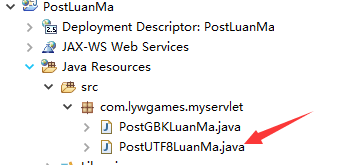 PostLuanMa
Deployment Descriptor: PostLuanMa
JAX-WS Web Services
Java Resources
src
com.lywgames.myservlet
PostGBKLuanMa.java
PostUTF8LuanMa.java